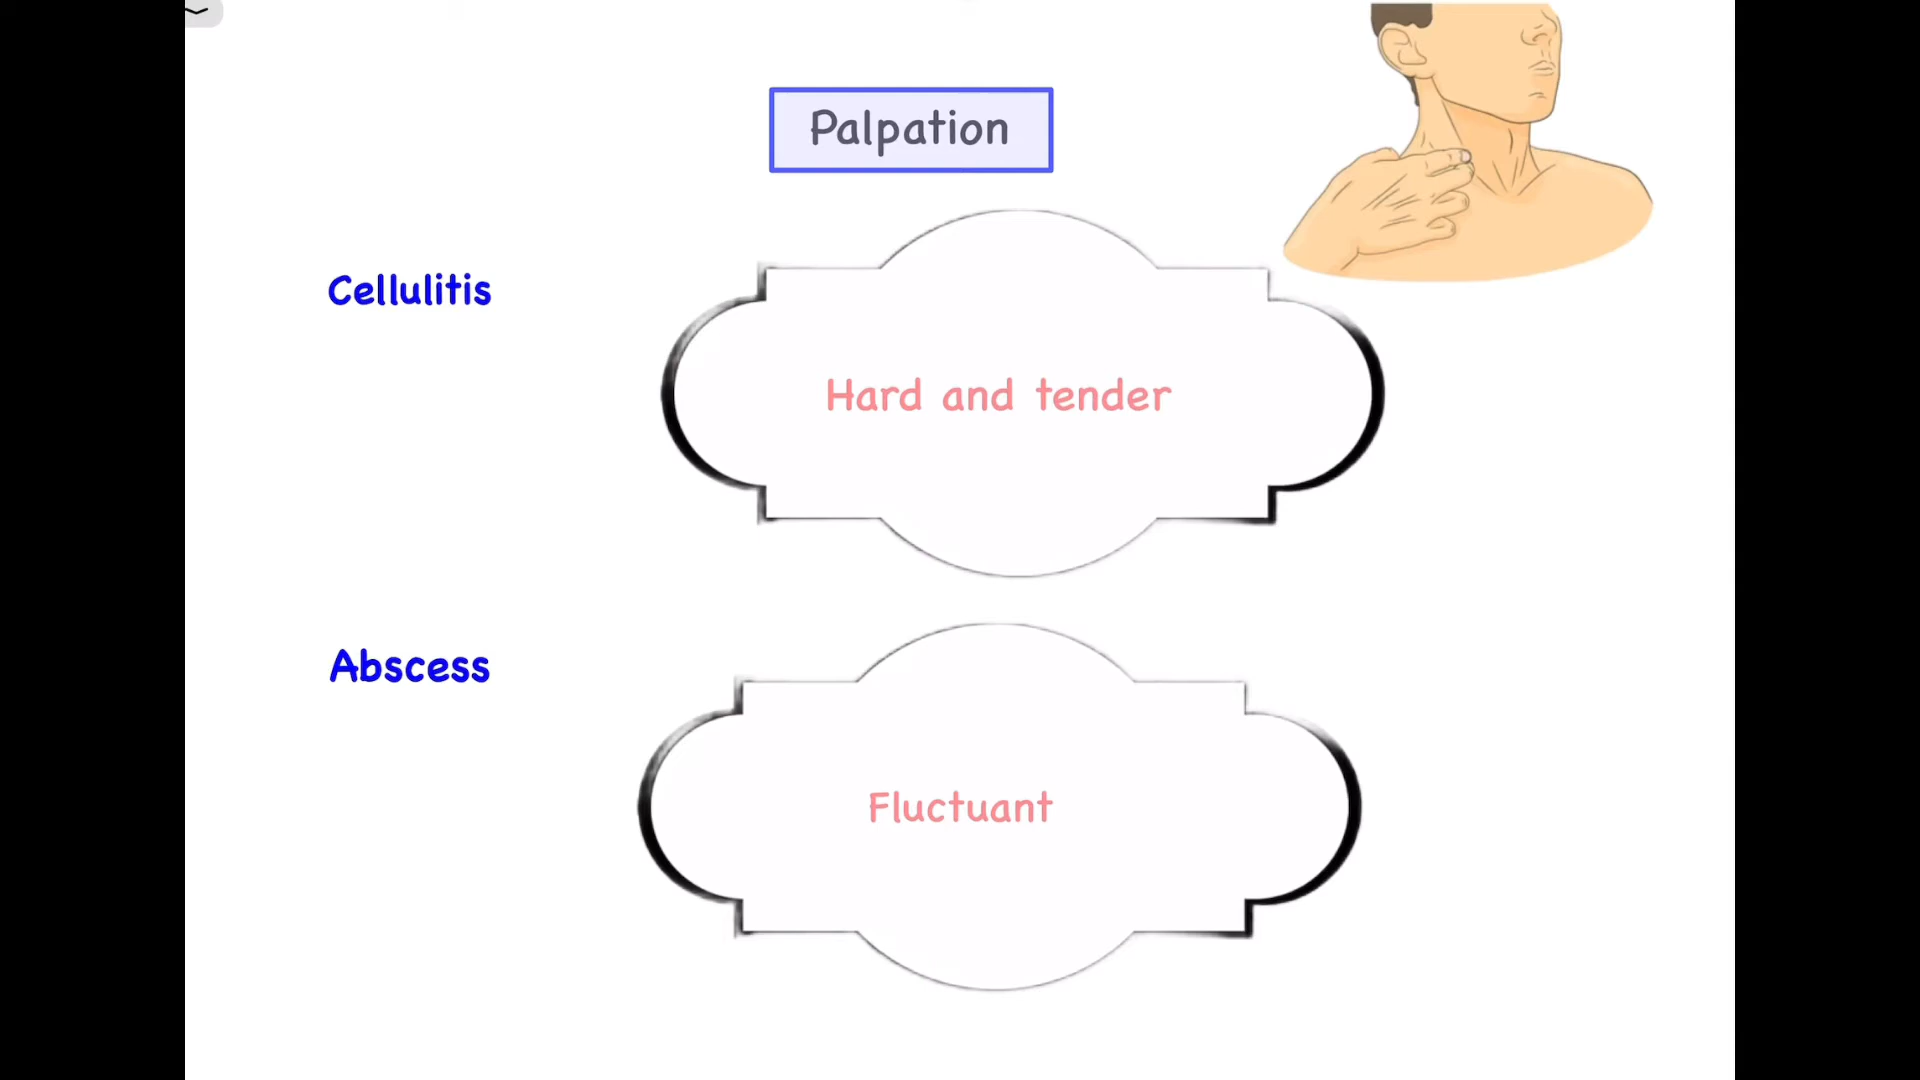 Palpation
Cellulitis
Hard and tender
Abscess
Fluctuant